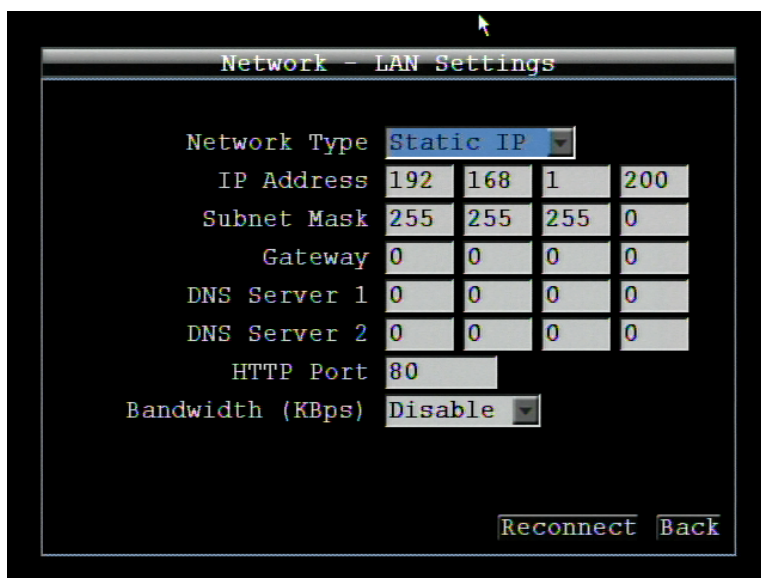 Network - LAN Settings
Network Type Static IP
IP Address 192 168 1 200
Subnet Mask 255 255 255 0
Gateway 0 0 0 0
DNS Server 1 0 0 0 0
DNS Server 2 0 0 0 0
HTTP Port 80
Bandwidth (KBps) Disable
Reconnect Back